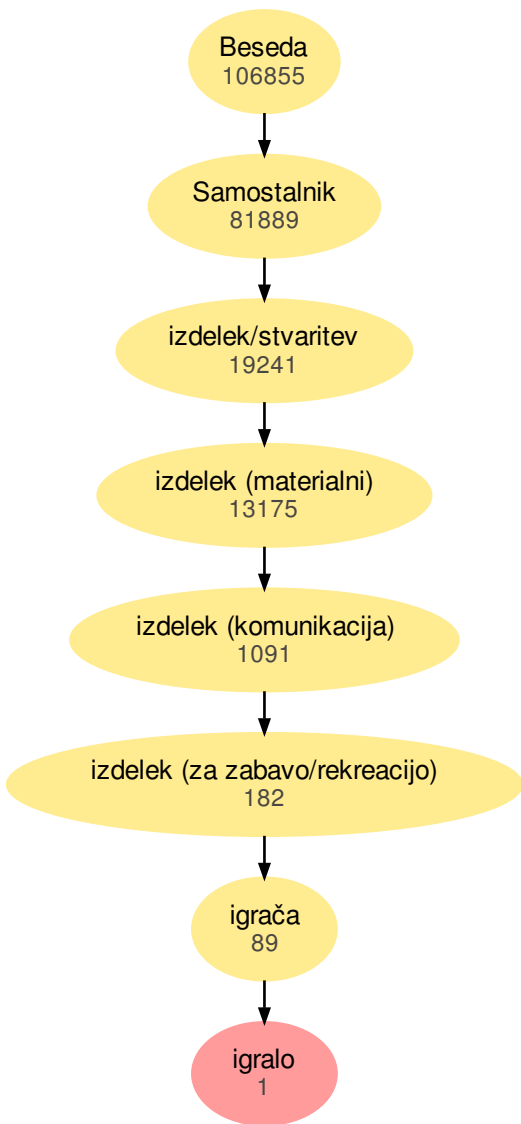 Beseda
106855
Samostalnik
81889
izdelek/stvaritev
19241
izdelek (materialni)
13175
izdelek (komunikacija)
1091
izdelek (za zabavo/rekreacijo)
182
igrača
89
igralo
1